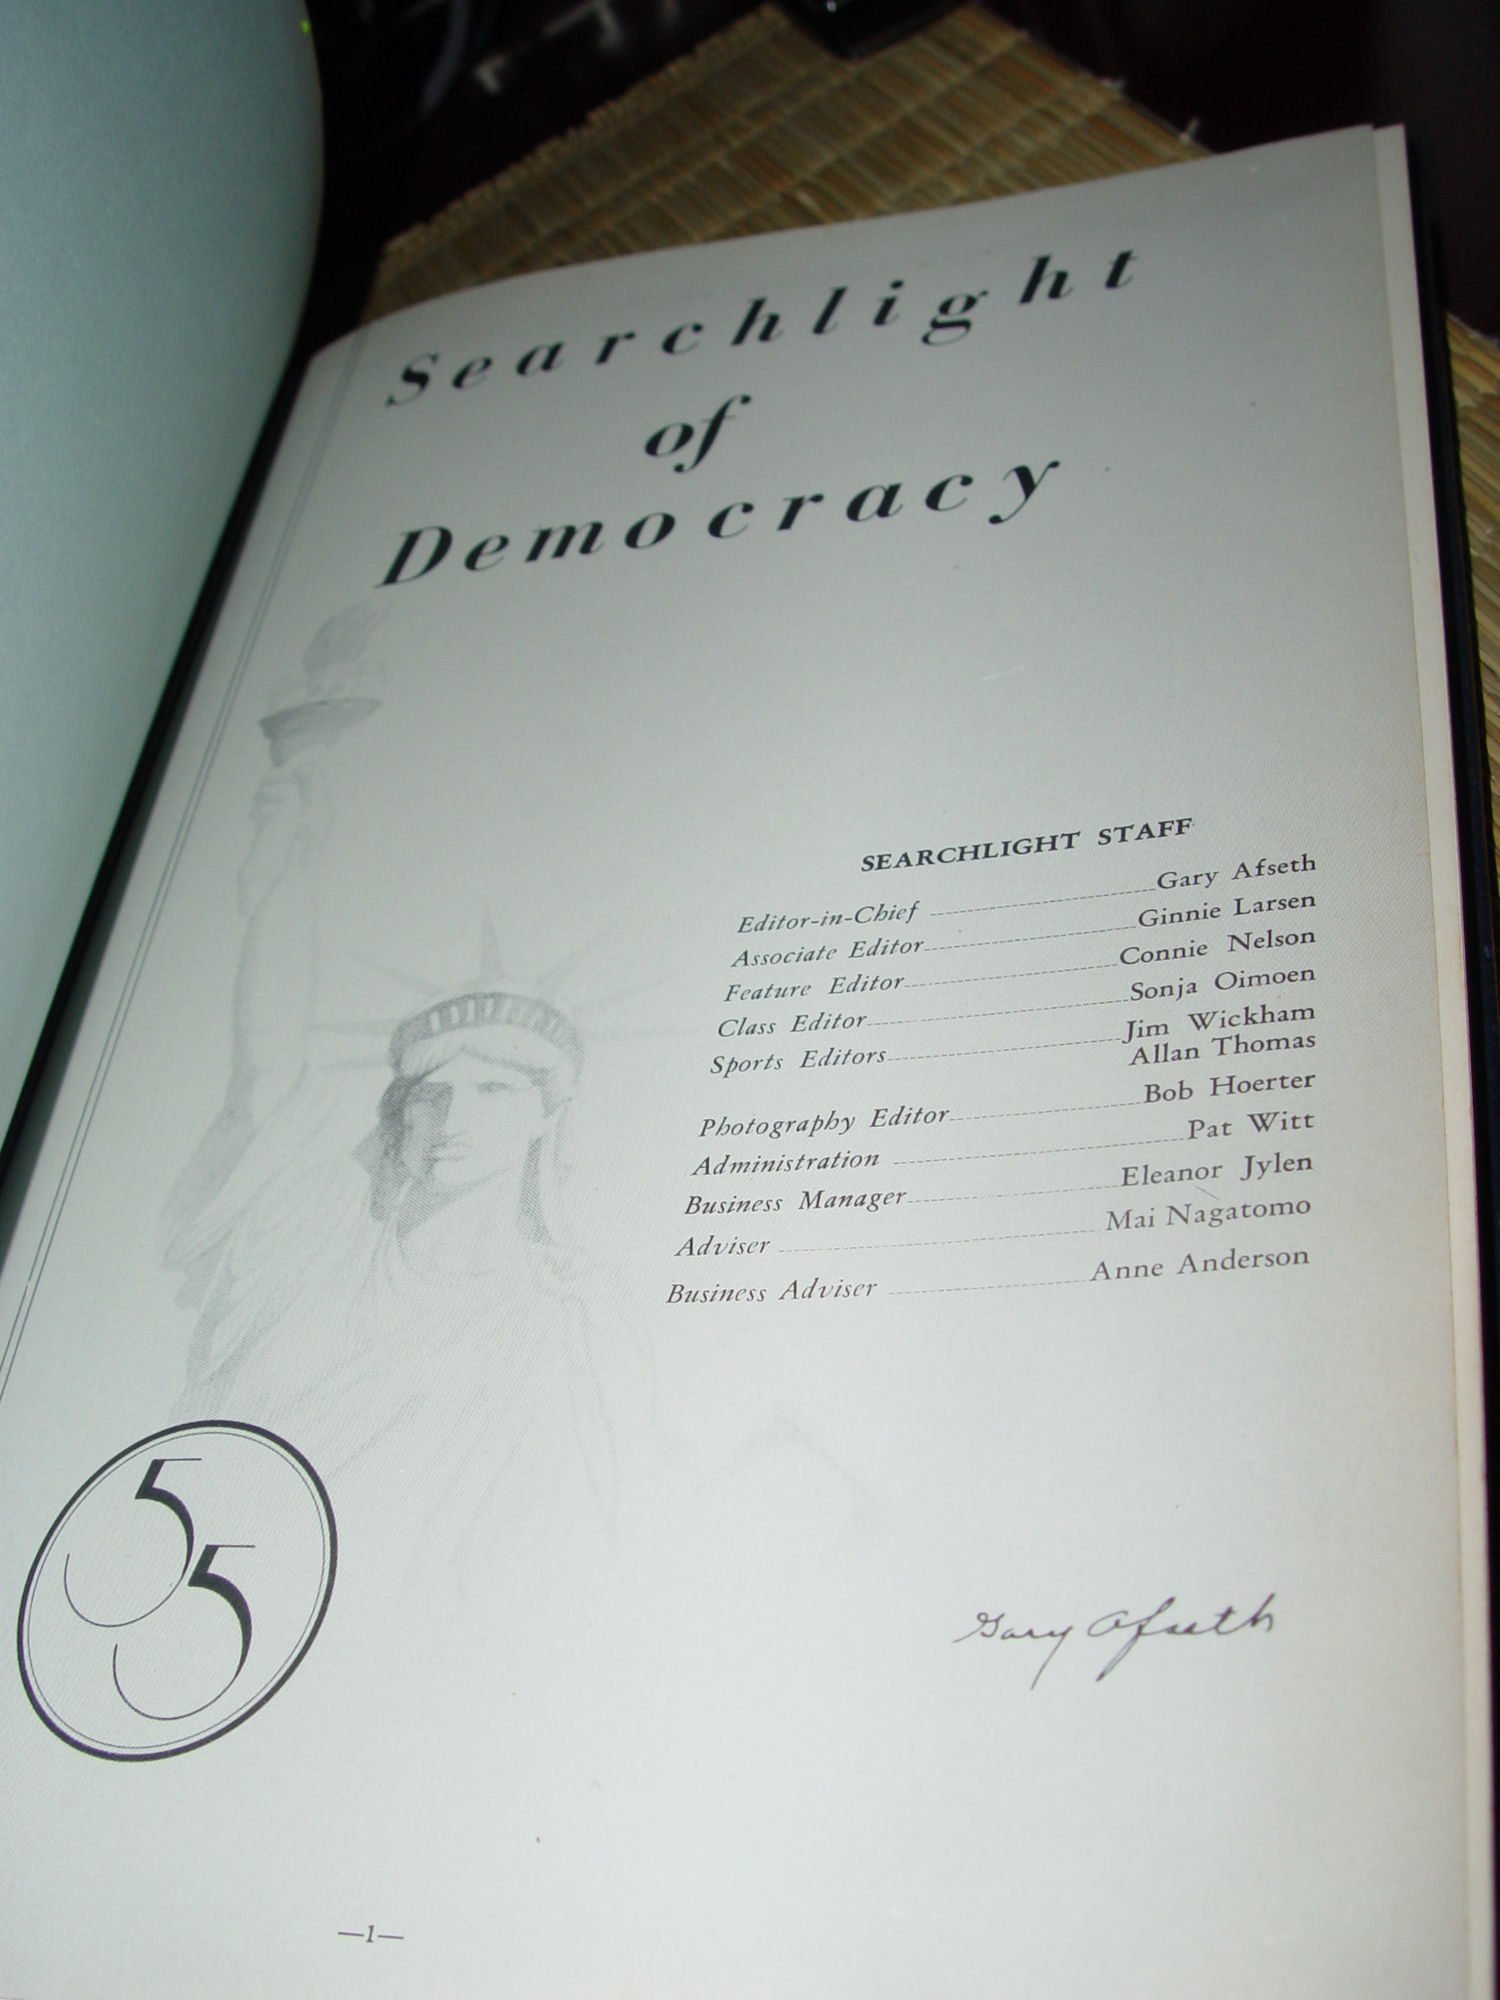 Searchlight
of
Democracy
SEARCHLIGHT STAFF
Editor-in-Chief Gary Afseth
Associate Editor Ginnie Larsen
Feature Editor Connie Nelson
Class Editor Sonja Oimoen
Sports Editors Jim Wickham
Allan Thomas
Photography Editor Bob Hoerter
Administration Pat Witt
Business Manager Eleanor Jylen
Adviser Mai Nagatomo
Business Adviser Anne Anderson
55
Gary Afseth
—1—